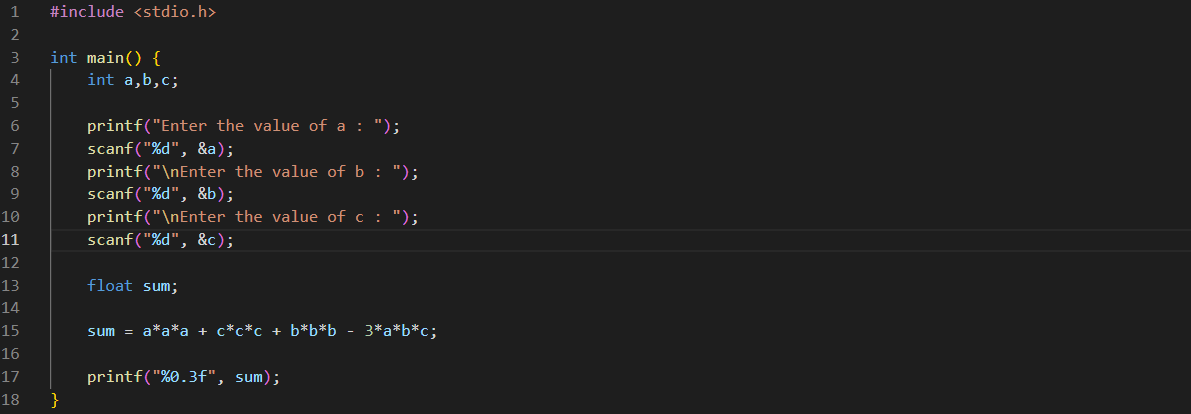 1 #include <stdio.h>
2
3 int main() {
4 int a,b,c;
5
6 printf("Enter the value of a : ");
7 scanf("%d", &a);
8 printf("\nEnter the value of b : ");
9 scanf("%d", &b);
10 printf("\nEnter the value of c : ");
11 scanf("%d", &c);
12
13 float sum;
14
15 sum = a*a*a + c*c*c + b*b*b - 3*a*b*c;
16
17 printf("%0.3f", sum);
18 }